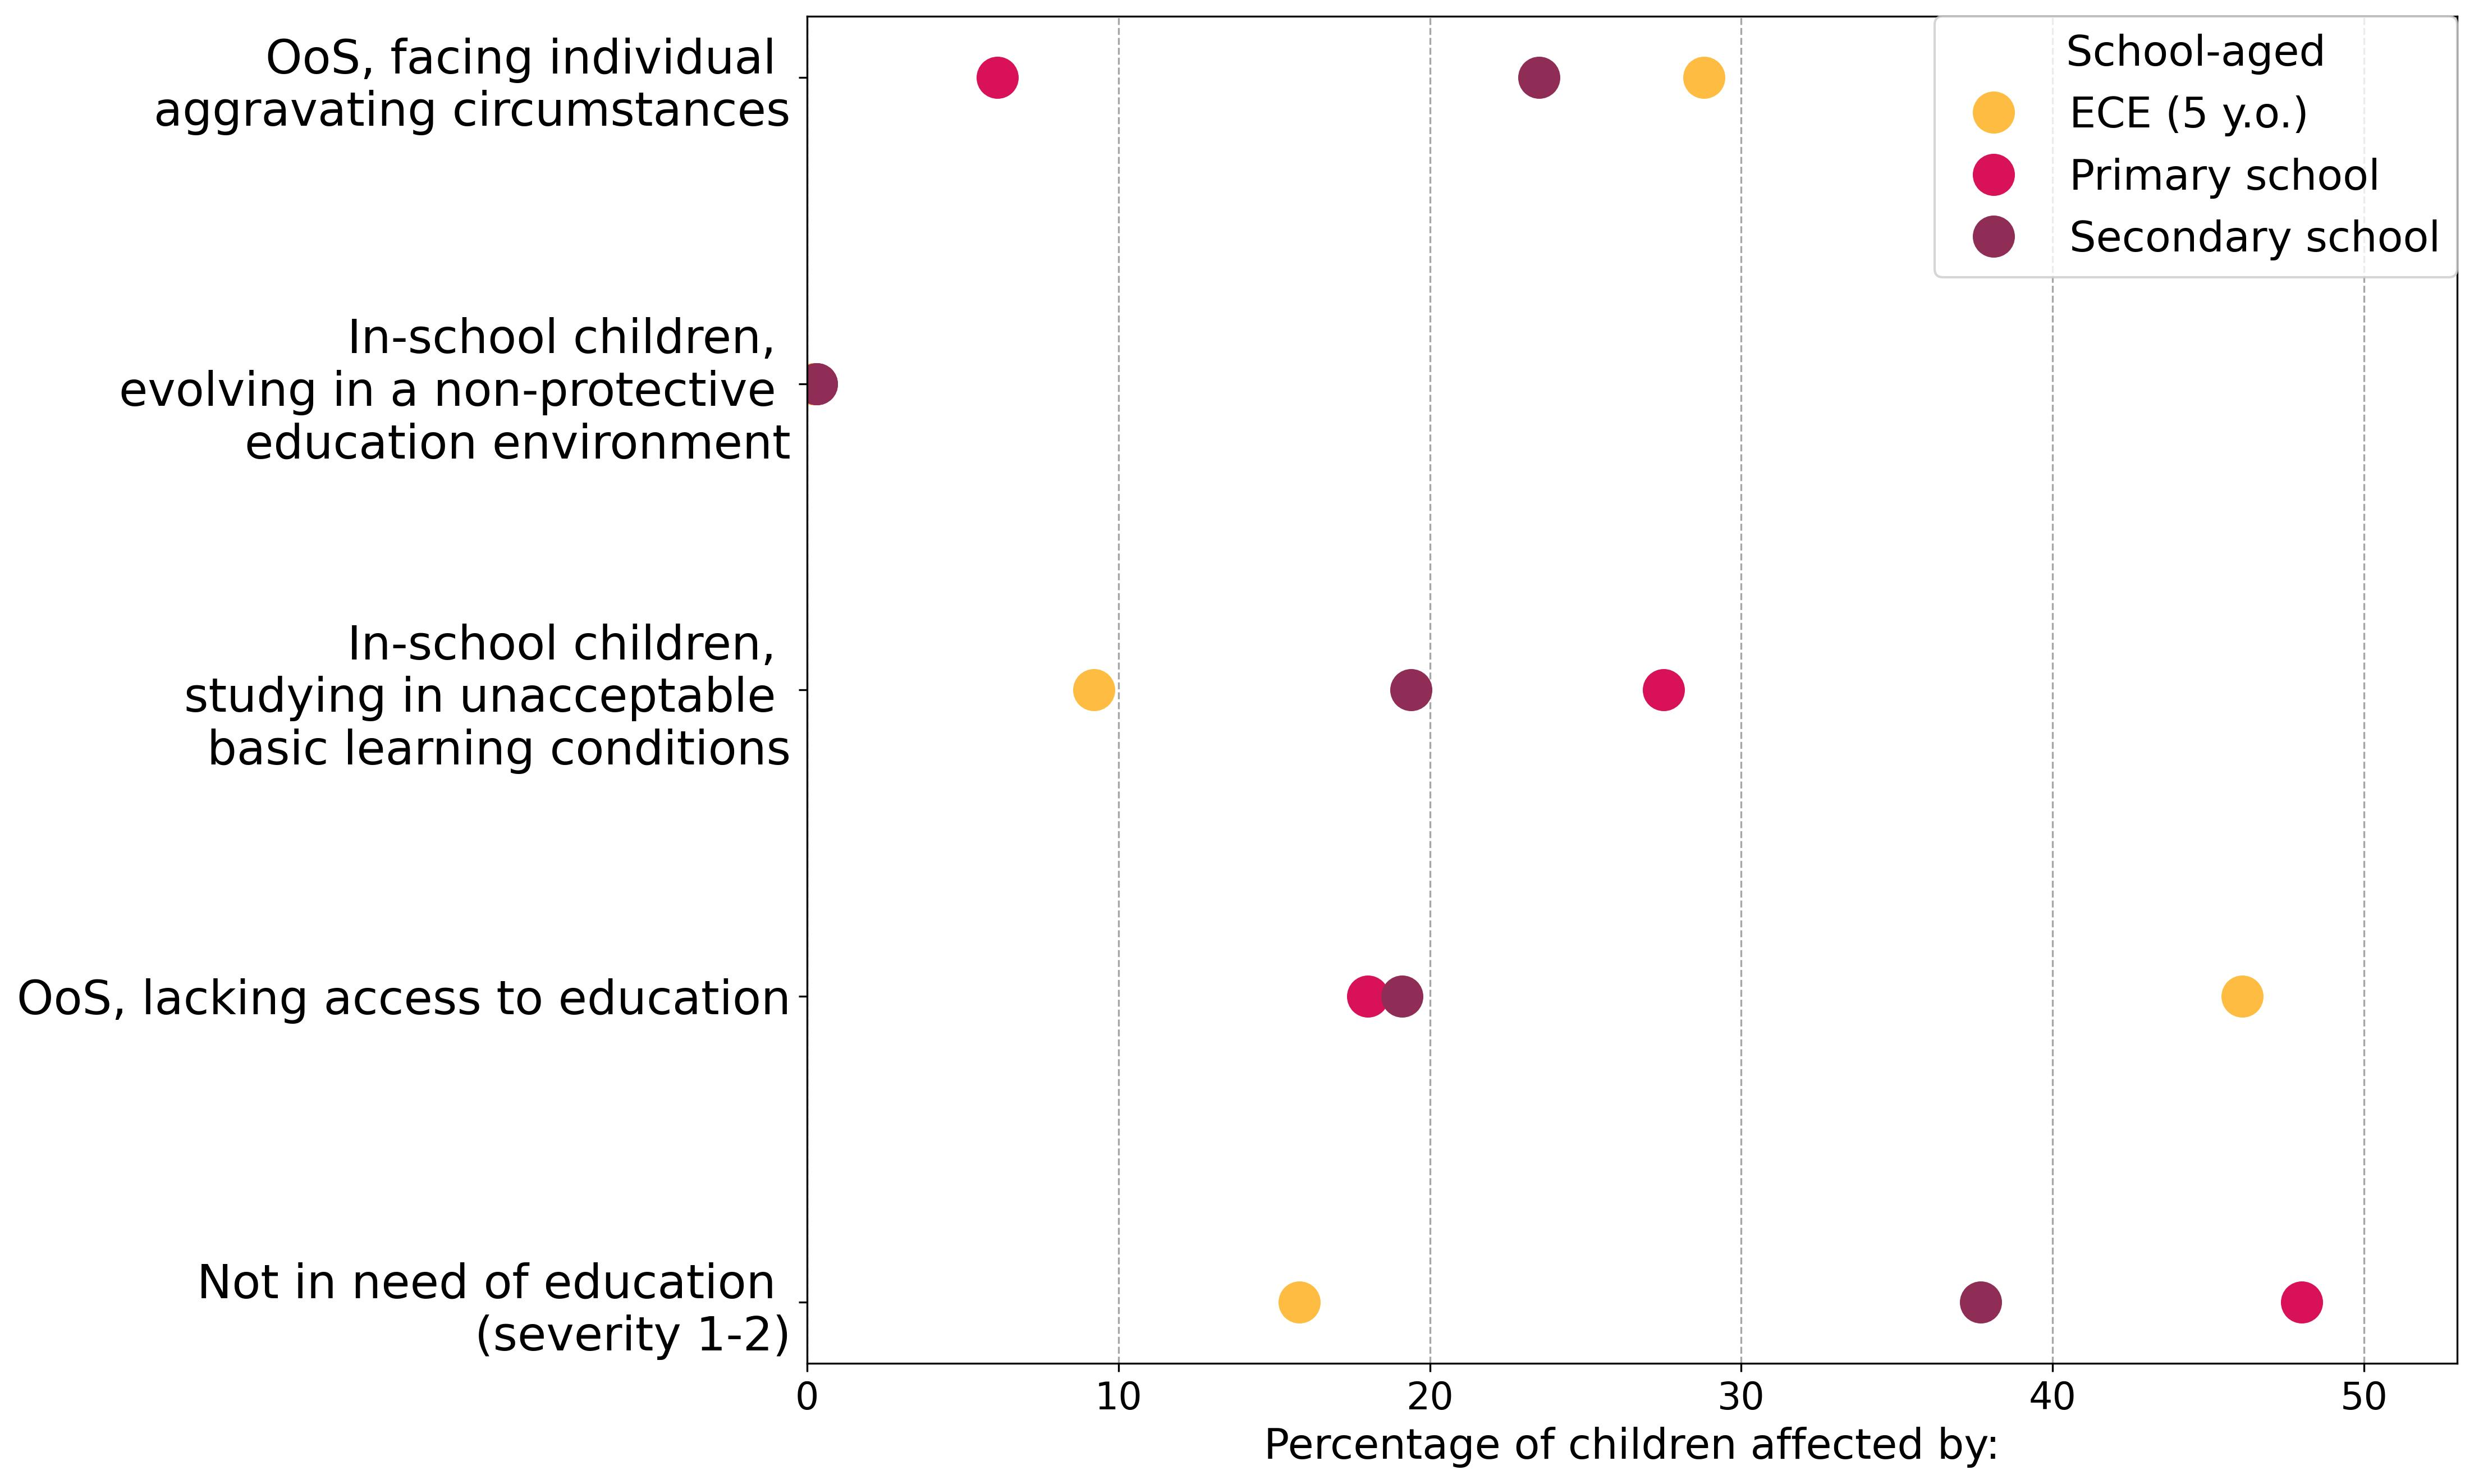 OoS, facing individual
aggravating circumstances
In-school children,
evolving in a non-protective
education environment
In-school children,
studying in unacceptable
basic learning conditions
OoS, lacking access to education
Not in need of education
(severity 1-2)
School-aged
ECE (5 y.o.)
Primary school
Secondary school
0 10 20 30 40 50
Percentage of children affected by: